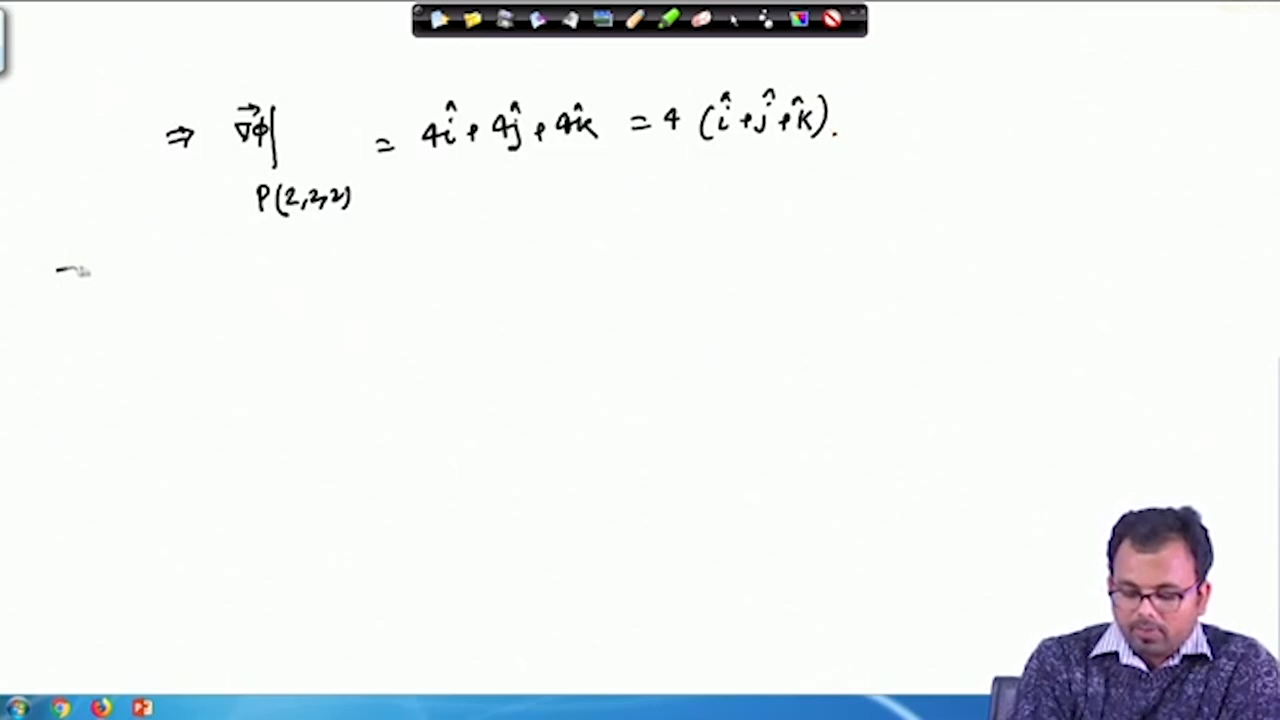 ⇒ ∇⃗φ| = 4î + 4ĵ + 4k̂ = 4 (î + ĵ + k̂).
P(2,2,2)